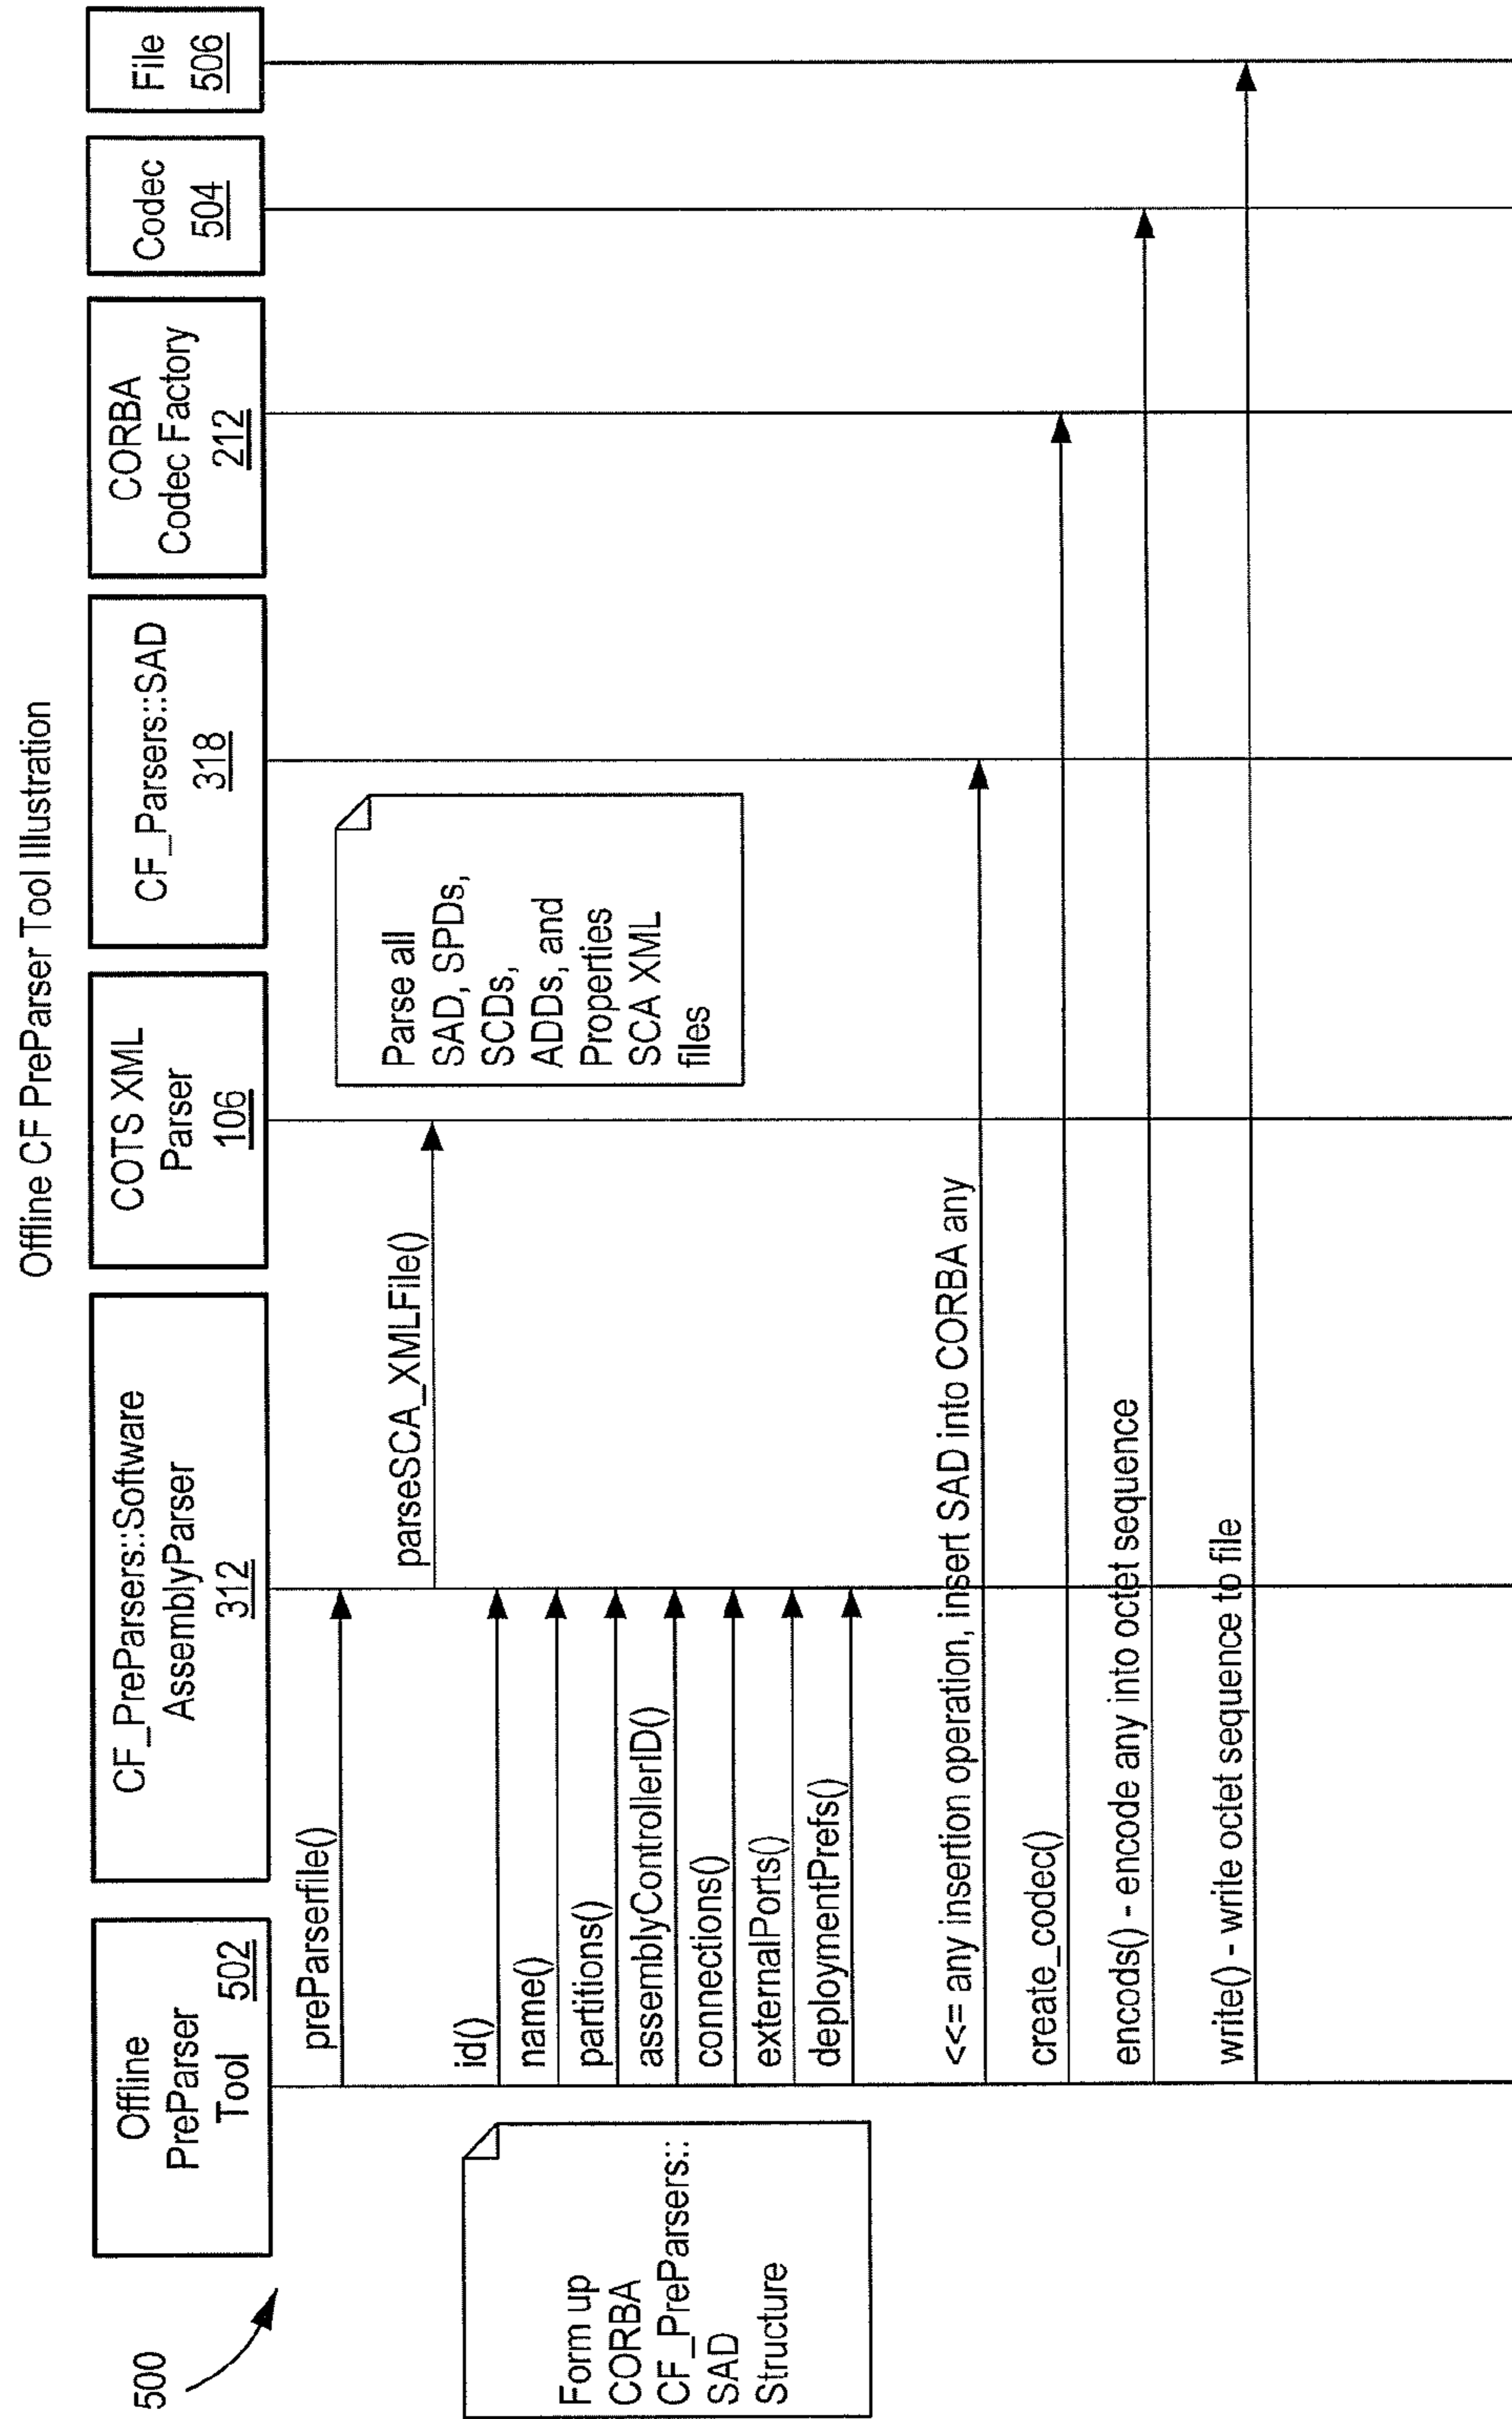 Offline CF PreParser Tool Illustration
500
Offline
PreParser
Tool 502
CF_PreParsers::Software
AssemblyParser
312
COTS XML
Parser
106
CF_Parsers::SAD
318
CORBA
Codec Factory
212
Codec
504
File
506
preParserfile()
parseSCA_XMLFile()
Parse all
SAD, SPDs,
SCDs,
ADDs, and
Properties
SCA XML
files
Form up
CORBA
CF_PreParsers::
SAD
Structure
id()
name()
partitions()
assemblyControllerID()
connections()
externalPorts()
deploymentPrefs()
<<= any insertion operation, insert SAD into CORBA any
create_codec()
encods() - encode any into octet sequence
write() - write octet sequence to file